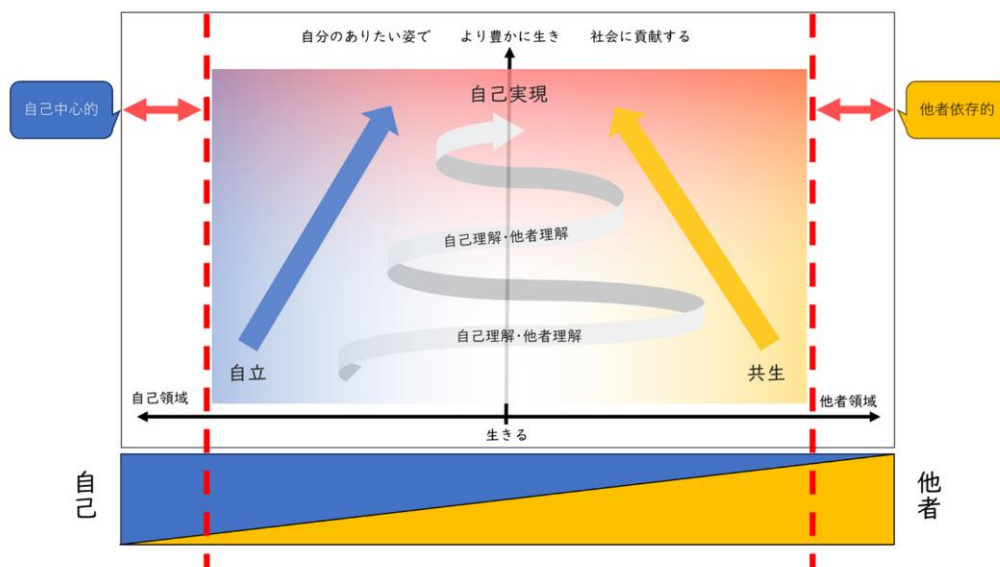 自分のありたい姿で より豊かに生き 社会に貢献する
自己中心的
自己実現
他者依存的
自己理解・他者理解
自己理解・他者理解
自立
共生
自己領域
他者領域
生きる
自己
他者